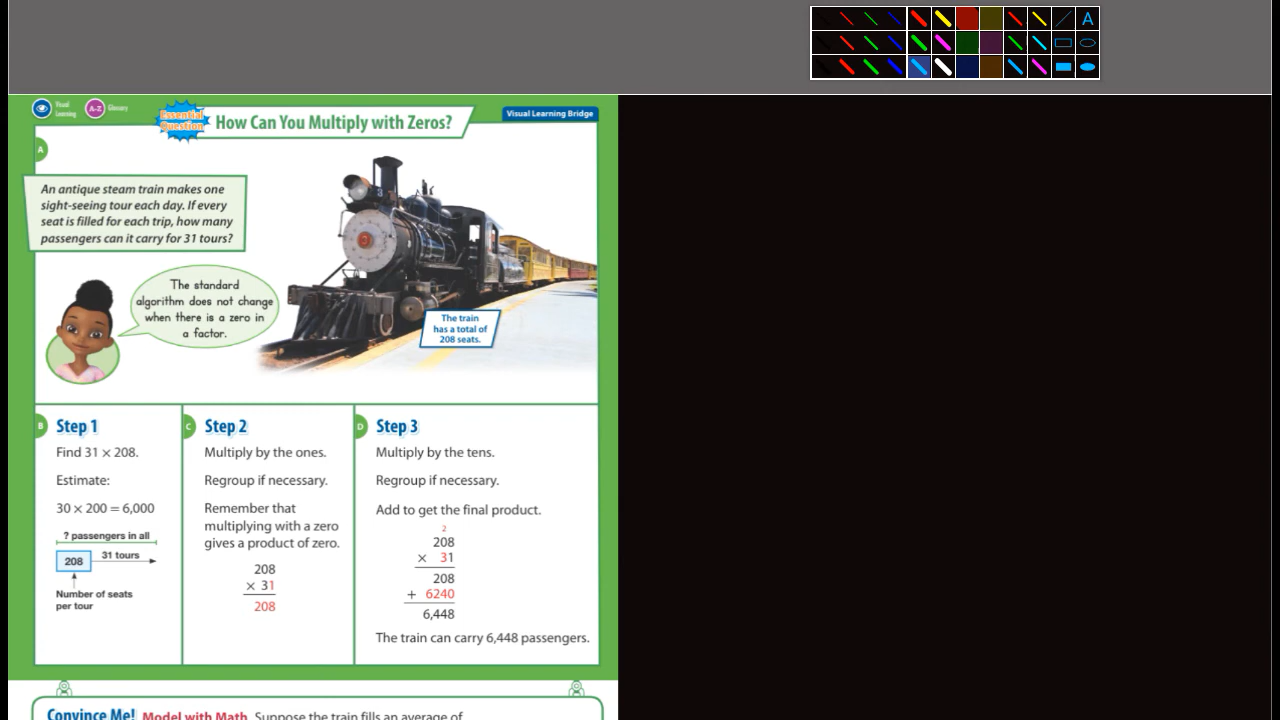 A
Visual
Learning
A-Z
Glossary
Essential
Question
How Can You Multiply with Zeros?
Visual Learning Bridge
A
An antique steam train makes one
sight-seeing tour each day. If every
seat is filled for each trip, how many
passengers can it carry for 31 tours?
The standard
algorithm does not change
when there is a zero in
a factor.
The train
has a total of
208 seats.
B
Step 1
Find 31 × 208.
Estimate:
30 × 200 = 6,000
? passengers in all
208
31 tours
Number of seats
per tour
C
Step 2
Multiply by the ones.
Regroup if necessary.
Remember that
multiplying with a zero
gives a product of zero.
208
× 31
208
D
Step 3
Multiply by the tens.
Regroup if necessary.
Add to get the final product.
2
208
× 31
208
+ 6240
6,448
The train can carry 6,448 passengers.
Convince Me! Model with Math Suppose the train fills an average of